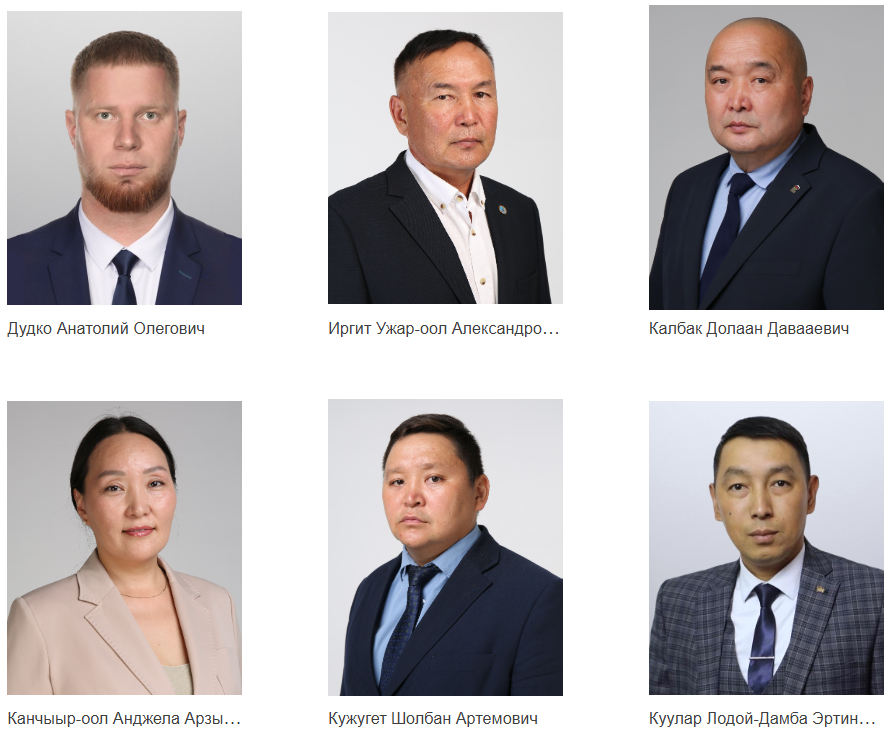 Дудко Анатолий Олегович
Иргит Ужар-оол Александро…
Калбак Долаан Давааевич
Канчыыр-оол Анджела Арзы…
Кужугет Шолбан Артемович
Куулар Лодой-Дамба Эртин…